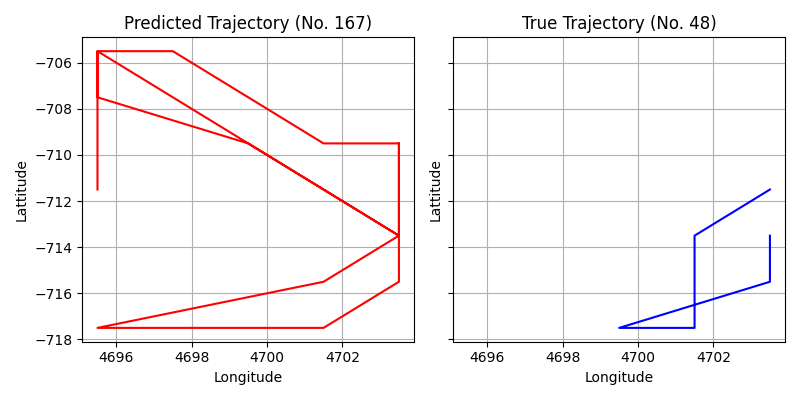 Predicted Trajectory (No. 167)
True Trajectory (No. 48)
−706
−708
−710
−712
−714
−716
−718
Lattitude
Lattitude
4696 4698 4700 4702
4696 4698 4700 4702
Longitude
Longitude